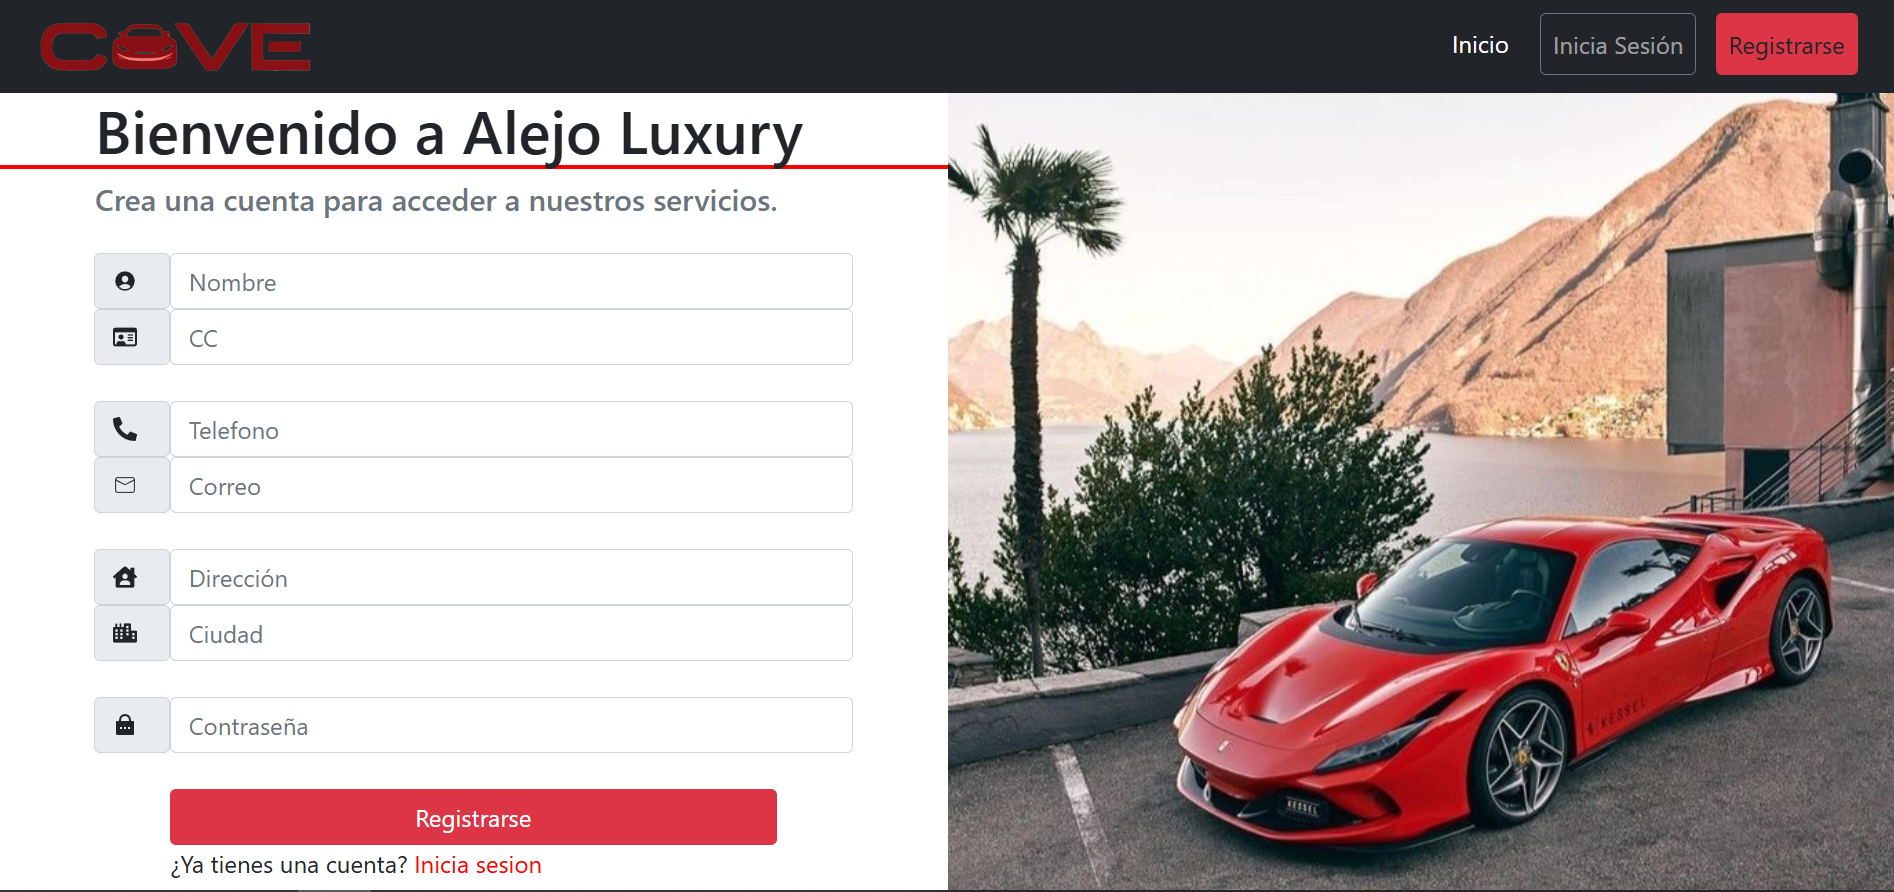 COVE
Inicio
Inicia Sesión
Registrarse
Bienvenido a Alejo Luxury
Crea una cuenta para acceder a nuestros servicios.
Nombre
CC
Telefono
Correo
Dirección
Ciudad
Contraseña
Registrarse
¿Ya tienes una cuenta? Inicia sesion
KESSEL
KESSEL